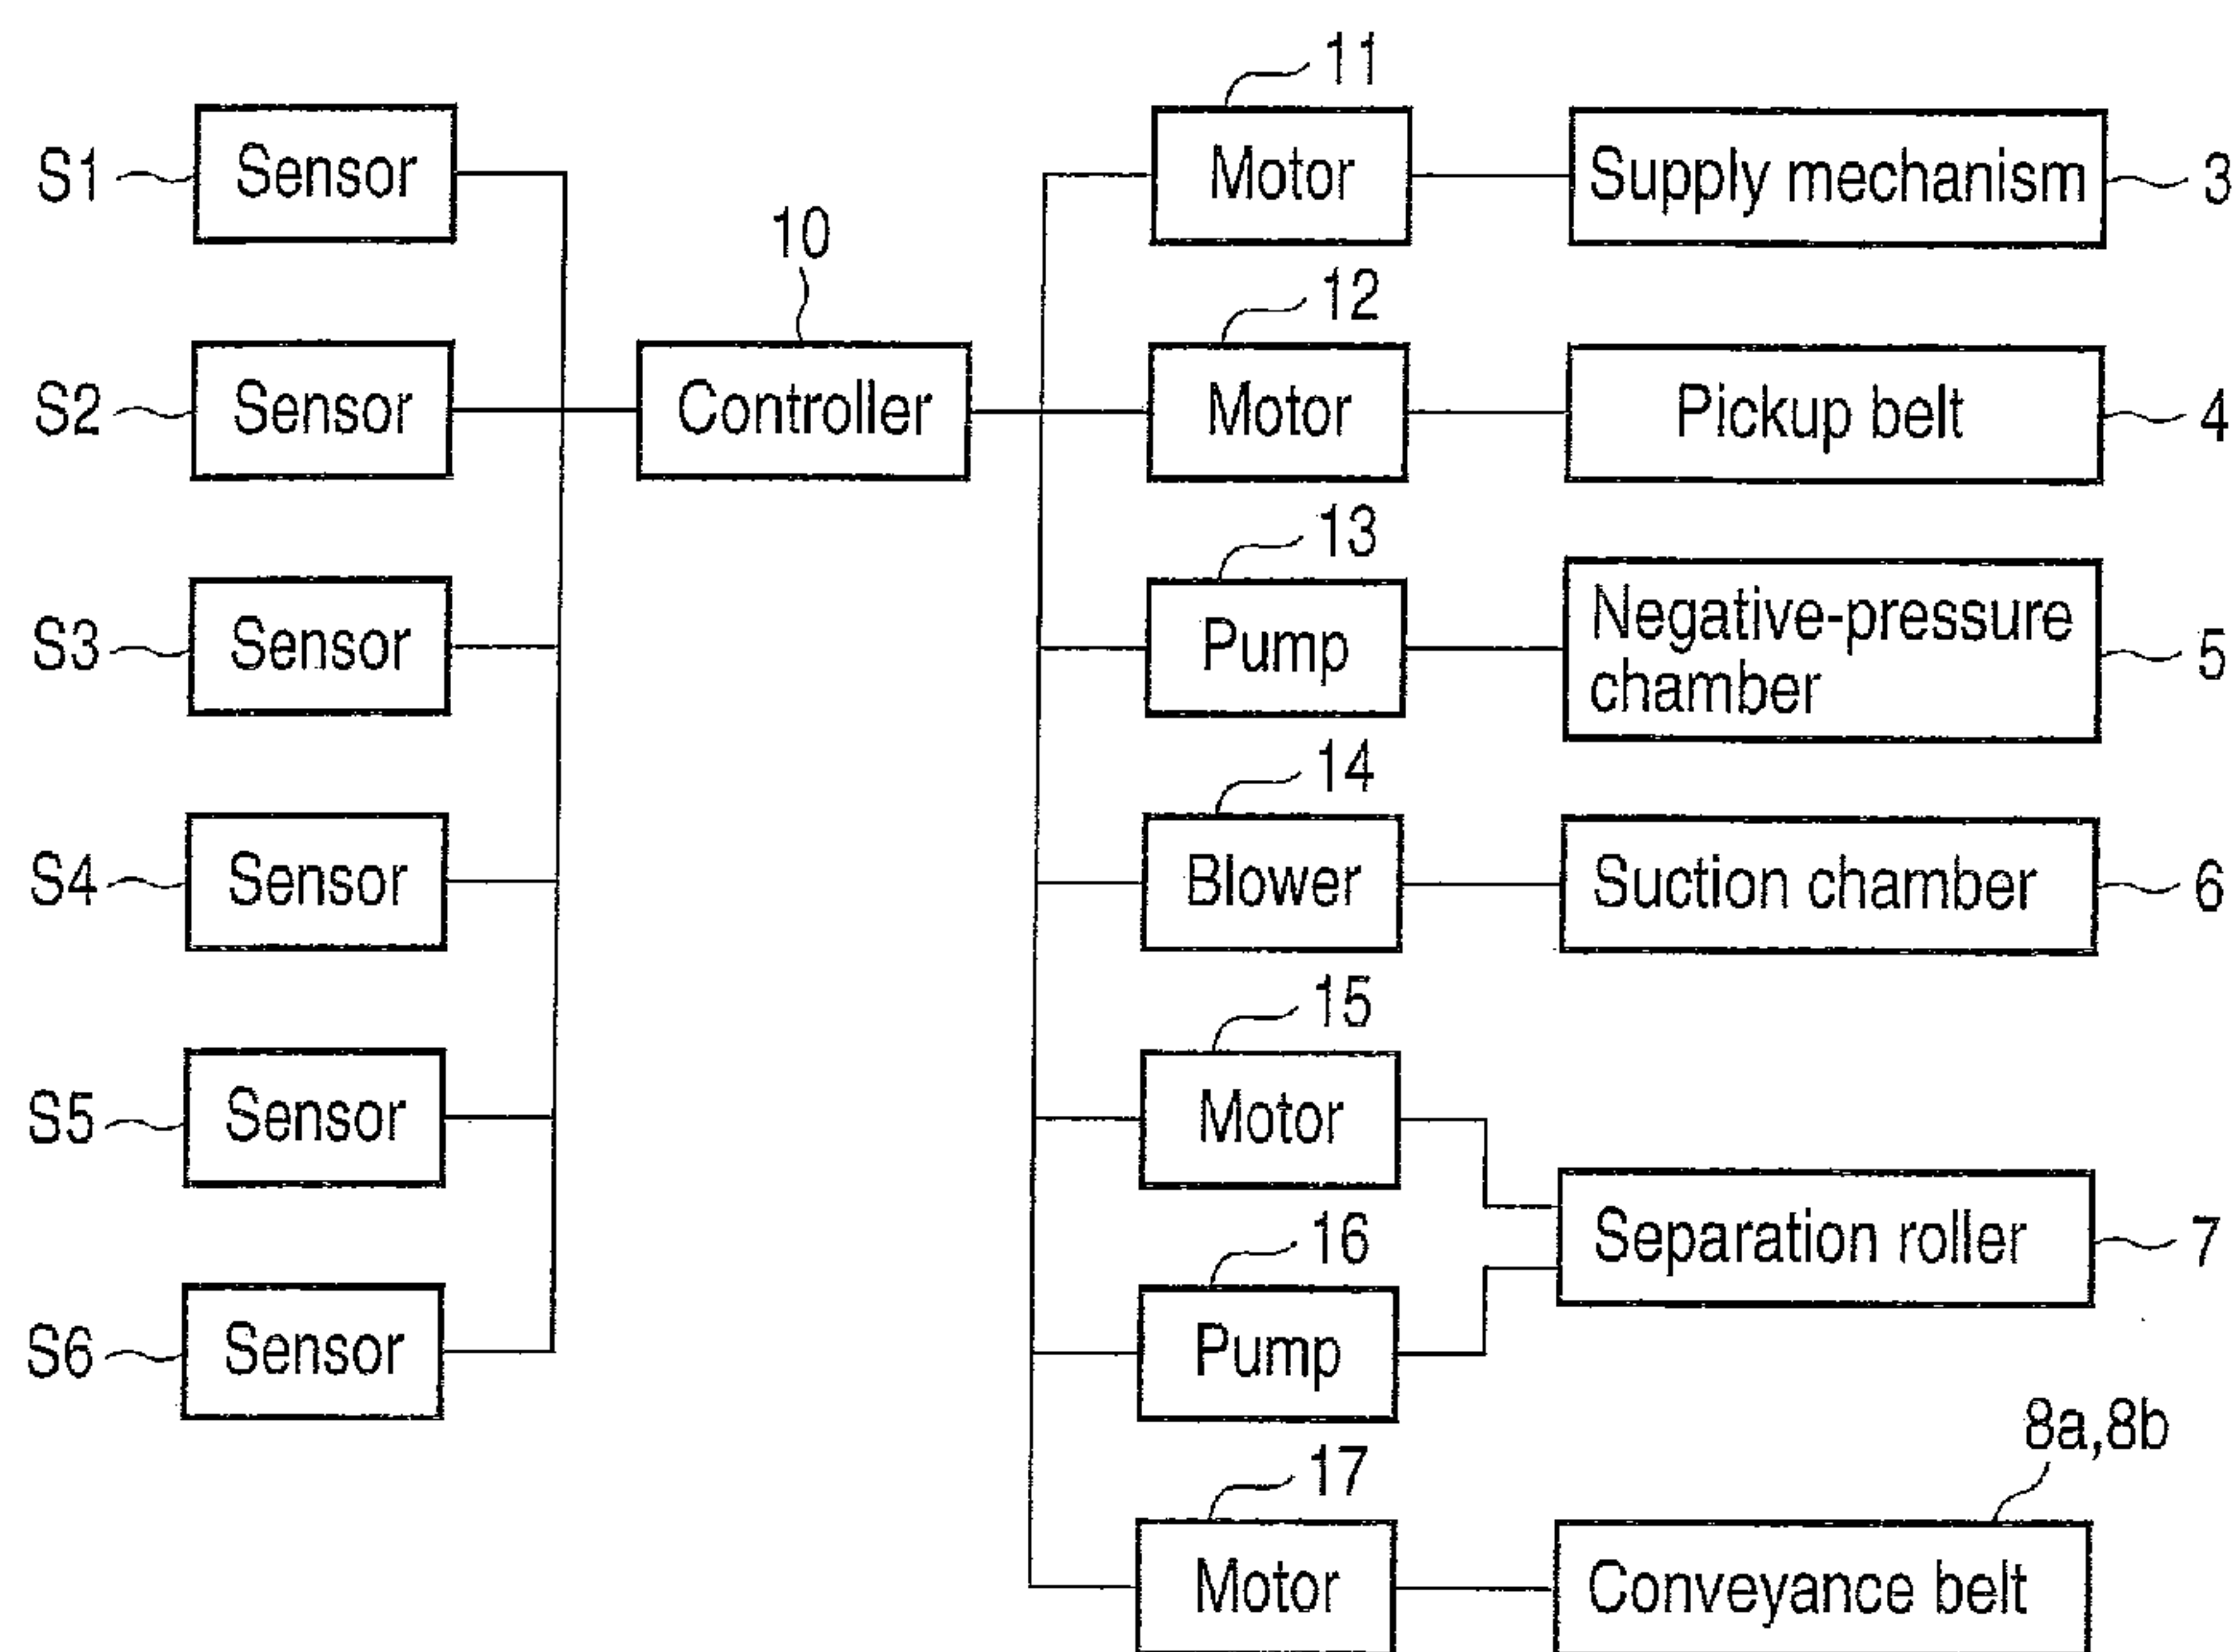 11
S1 Sensor Motor Supply mechanism 3
10 12
S2 Sensor Controller Motor Pickup belt 4
13
S3 Sensor Pump Negative-pressure
chamber 5
14
S4 Sensor Blower Suction chamber 6
15
S5 Sensor Motor
Separation roller 7
16
S6 Sensor Pump
8a,8b
17
Motor Conveyance belt